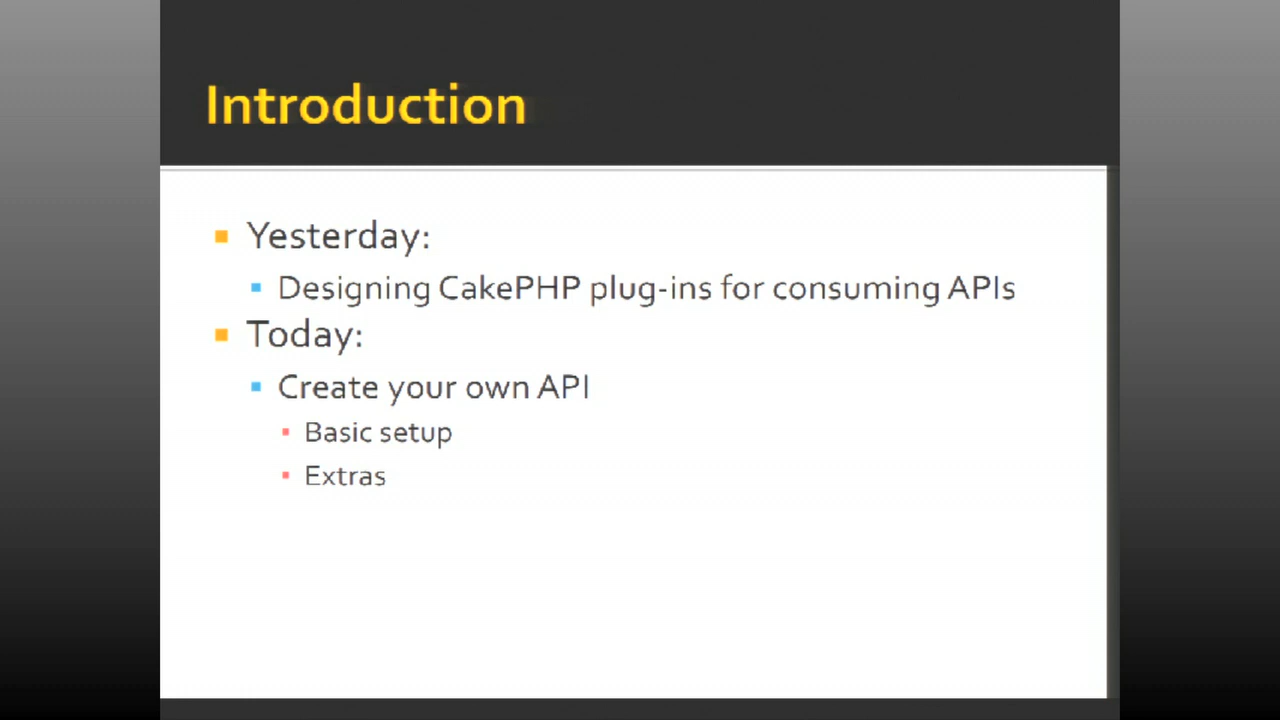 Introduction
Yesterday:
Designing CakePHP plug-ins for consuming APIs
Today:
Create your own API
Basic setup
Extras